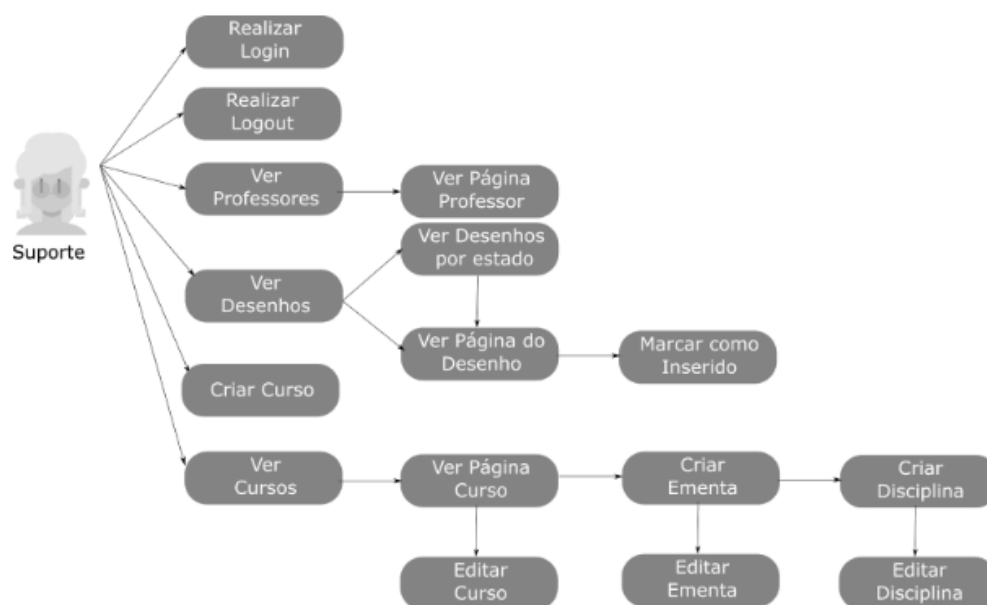 Realizar
Login
Realizar
Logout
Suporte
Ver
Professores
Ver Página
Professor
Ver
Desenhos
Ver Desenhos
por estado
Ver Página do
Desenho
Marcar como
Inserido
Criar Curso
Ver
Cursos
Ver Página
Curso
Criar
Ementa
Criar
Disciplina
Editar
Curso
Editar
Ementa
Editar
Disciplina